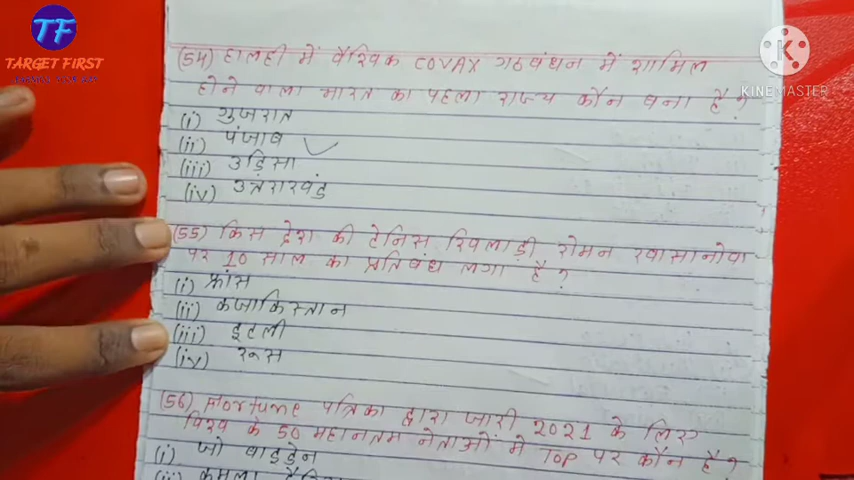 TF
TARGET FIRST
KINEMASTER
(54) हालही में वैश्विक COVAX गठबंधन में शामिल
होने वाला भारत का पहला राज्य कौन बना है?
(i) गुजरात
(ii) पंजाब
(iii) उड़िसा
(iv) उत्तराखंड
(55) किस देश की टेनिस खिलाड़ी रोमन खासानोवा
पर 10 साल का प्रतिबंध लगा है?
(i) फ्रांस
(ii) कजाकिस्तान
(iii) इटली
(iv) रूस
(56) Fortune पत्रिका द्वारा जारी 2021 के लिए
विश्व के 50 महानतम नेताओं में TOP पर कौन है?
(i) जो बाइडेन
(ii) कमला